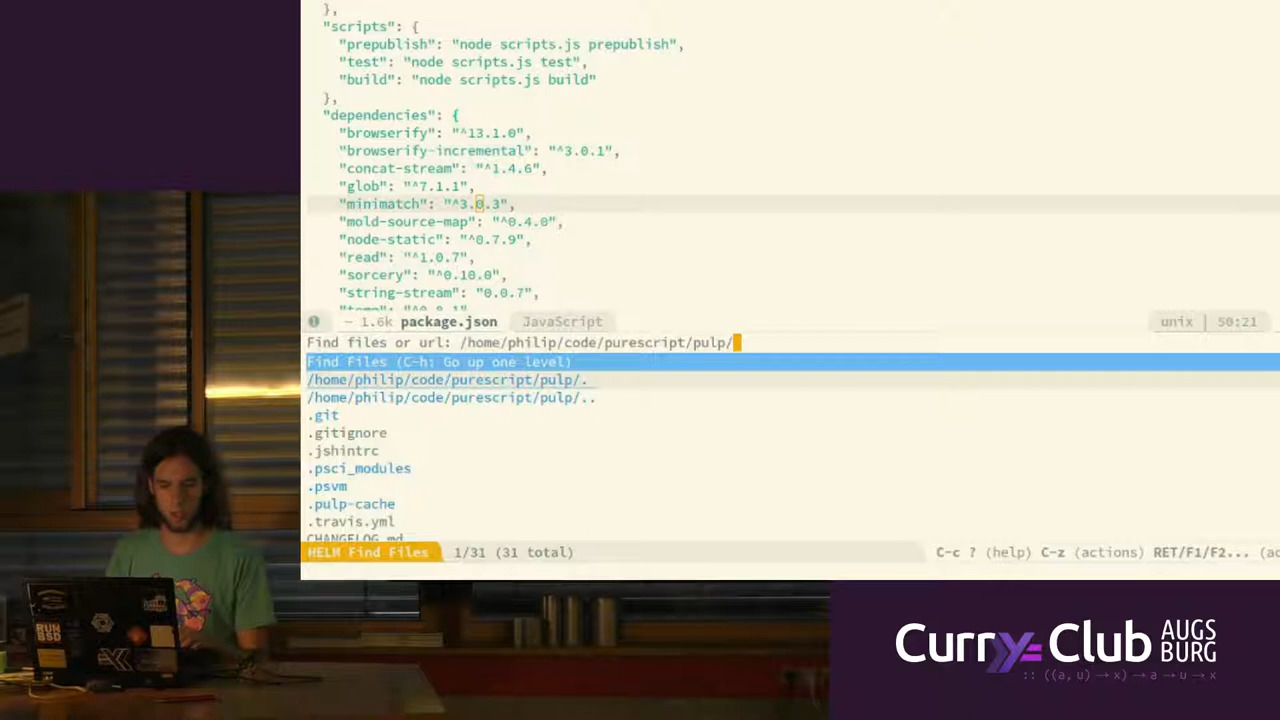 },
"scripts": {
"prepublish": "node scripts.js prepublish",
"test": "node scripts.js test",
"build": "node scripts.js build"
},
"dependencies": {
"browserify": "^13.1.0",
"browserify-incremental": "^3.0.1",
"concat-stream": "^1.4.6",
"glob": "^7.1.1",
"minimatch": "^3.0.3",
"mold-source-map": "^0.4.0",
"node-static": "^0.7.9",
"read": "^1.0.7",
"sorcery": "^0.10.0",
"string-stream": "0.0.7",
1 - 1.6k package.json JavaScript unix | 50:21
Find files or url: /home/philip/code/purescript/pulp/
Find Files (C-h: Go up one level)
/home/philip/code/purescript/pulp/.
/home/philip/code/purescript/pulp/..
.git
.gitignore
.jshintrc
.psci_modules
.psvm
.pulp-cache
.travis.yml
CHANGELOG.md
HELM Find Files 1/31 (31 total) C-c ? (help) C-z (actions) RET/F1/F2... (ac
RUN
BSD
Curry Club AUGS
BURG
:: ((a, u) → x) → a → u → x